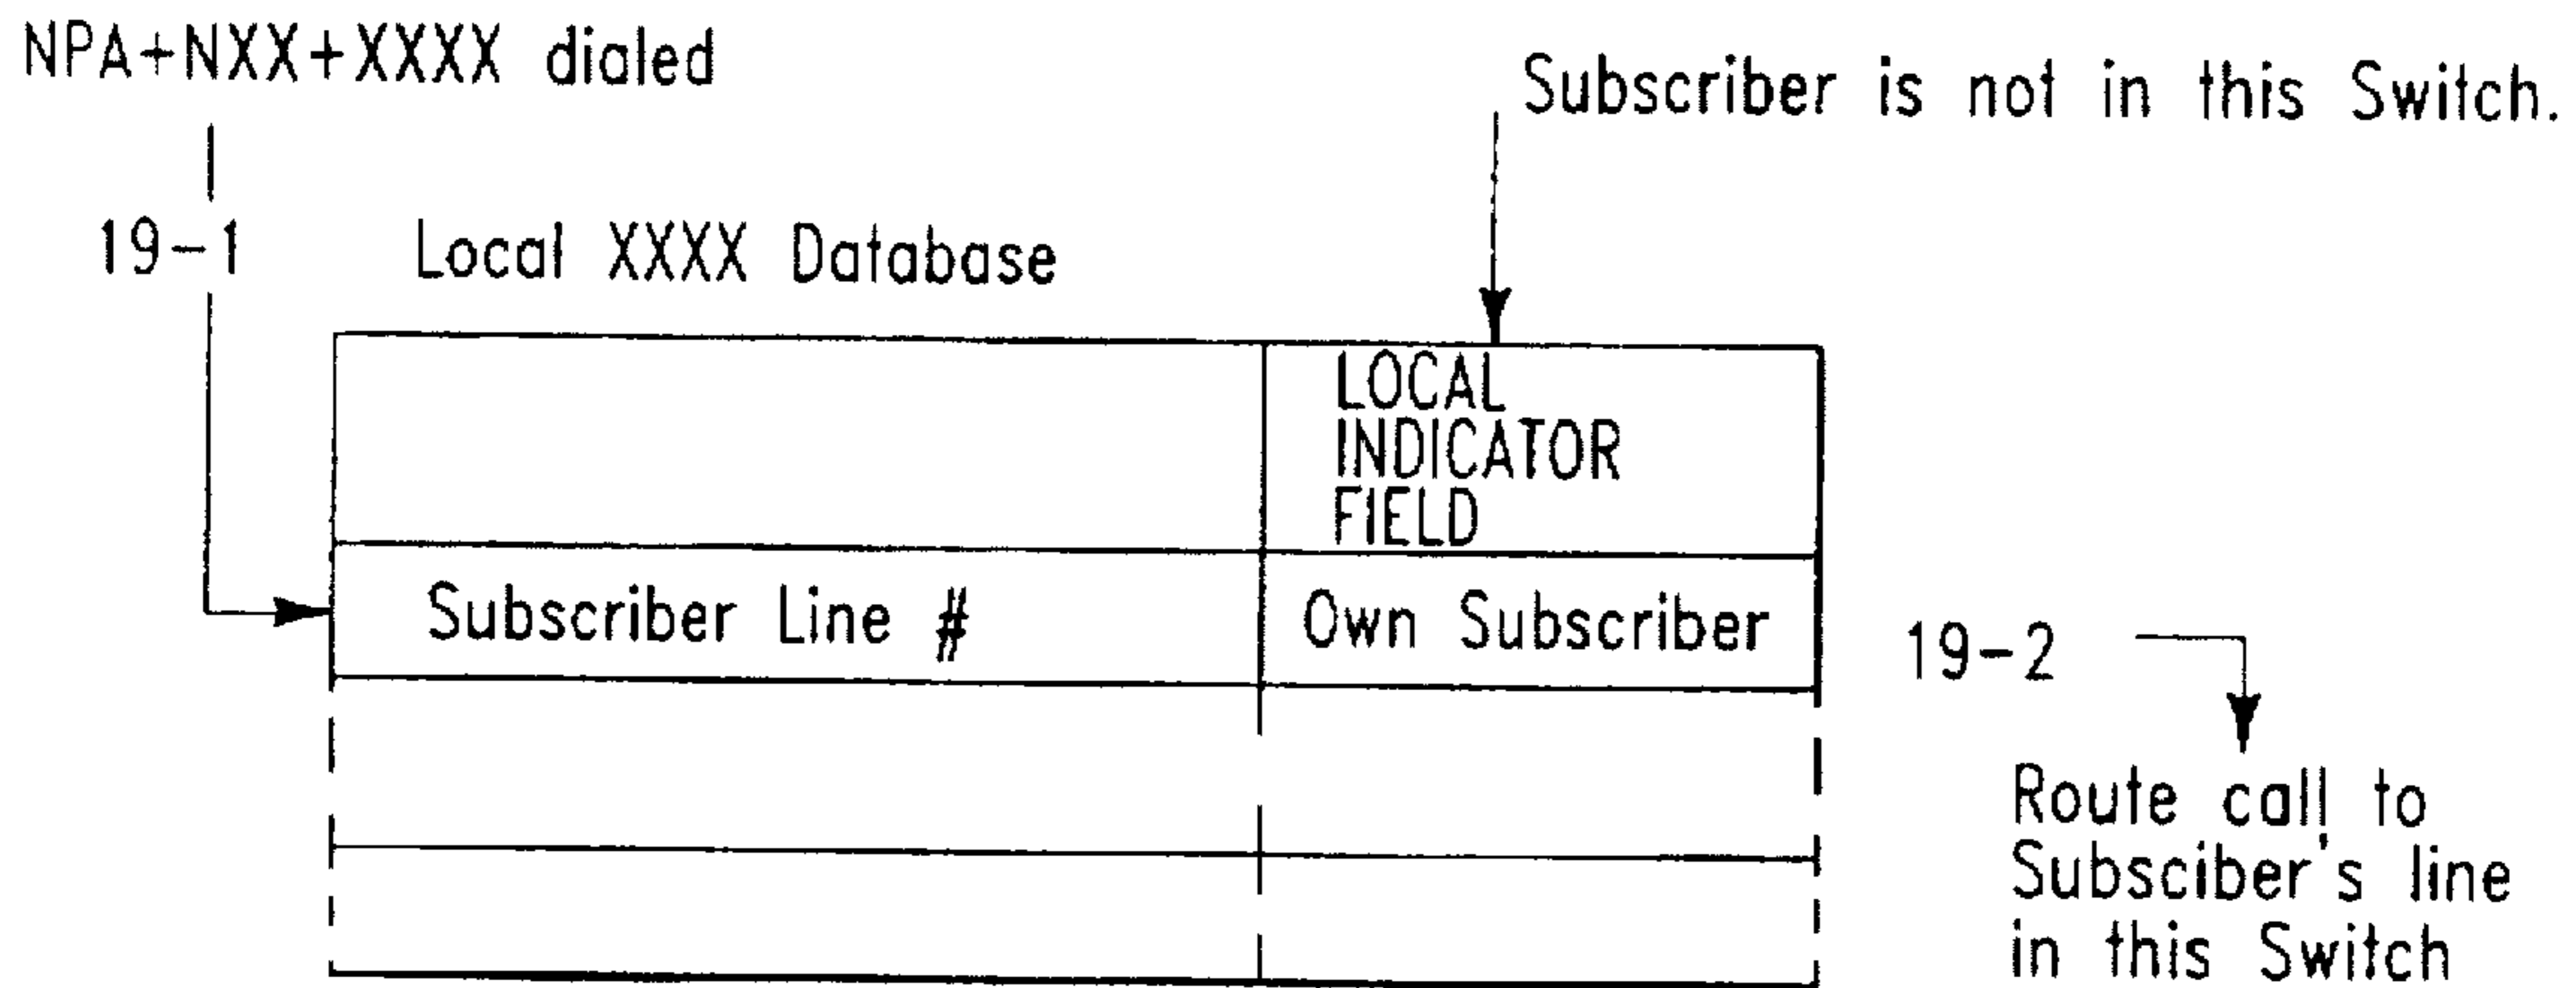 NPA+NXX+XXXX dialed
Subscriber is not in this Switch.
19-1
Local XXXX Database
LOCAL
INDICATOR
FIELD
Subscriber Line #
Own Subscriber
19-2
Route call to
Subsciber's line
in this Switch